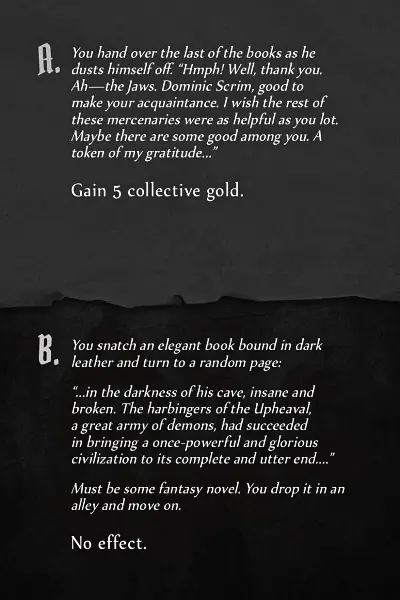 A.
You hand over the last of the books as he
dusts himself off. “Hmph! Well, thank you.
Ah—the Jaws. Dominic Scrim, good to
make your acquaintance. I wish the rest of
these mercenaries were as helpful as you lot.
Maybe there are some good among you. A
token of my gratitude...”
Gain 5 collective gold.
B.
You snatch an elegant book bound in dark
leather and turn to a random page:
“...in the darkness of his cave, insane and
broken. The harbingers of the Upheaval,
a great army of demons, had succeeded
in bringing a once-powerful and glorious
civilization to its complete and utter end....”
Must be some fantasy novel. You drop it in an
alley and move on.
No effect.